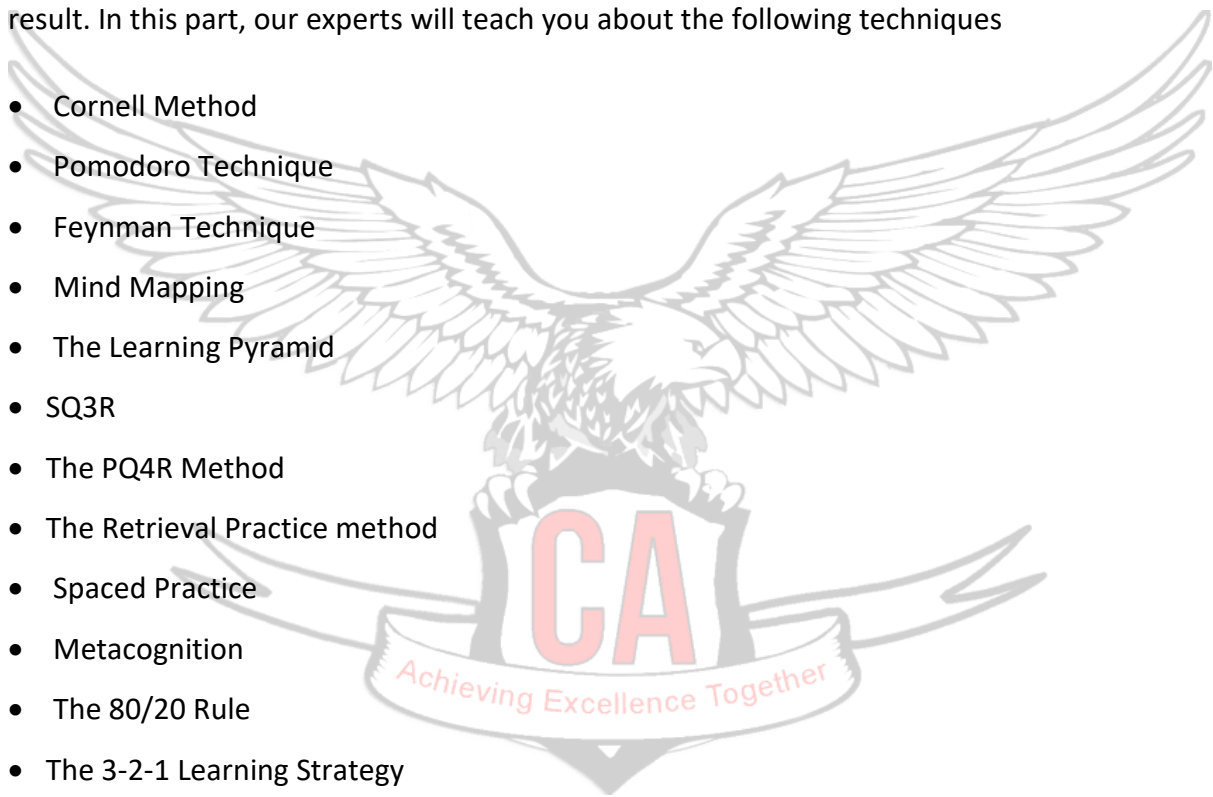 result. In this part, our experts will teach you about the following techniques
• Cornell Method
• Pomodoro Technique
• Feynman Technique
• Mind Mapping
• The Learning Pyramid
• SQ3R
• The PQ4R Method
• The Retrieval Practice method
• Spaced Practice
• Metacognition
• The 80/20 Rule
• The 3-2-1 Learning Strategy
CA
Achieving Excellence Together